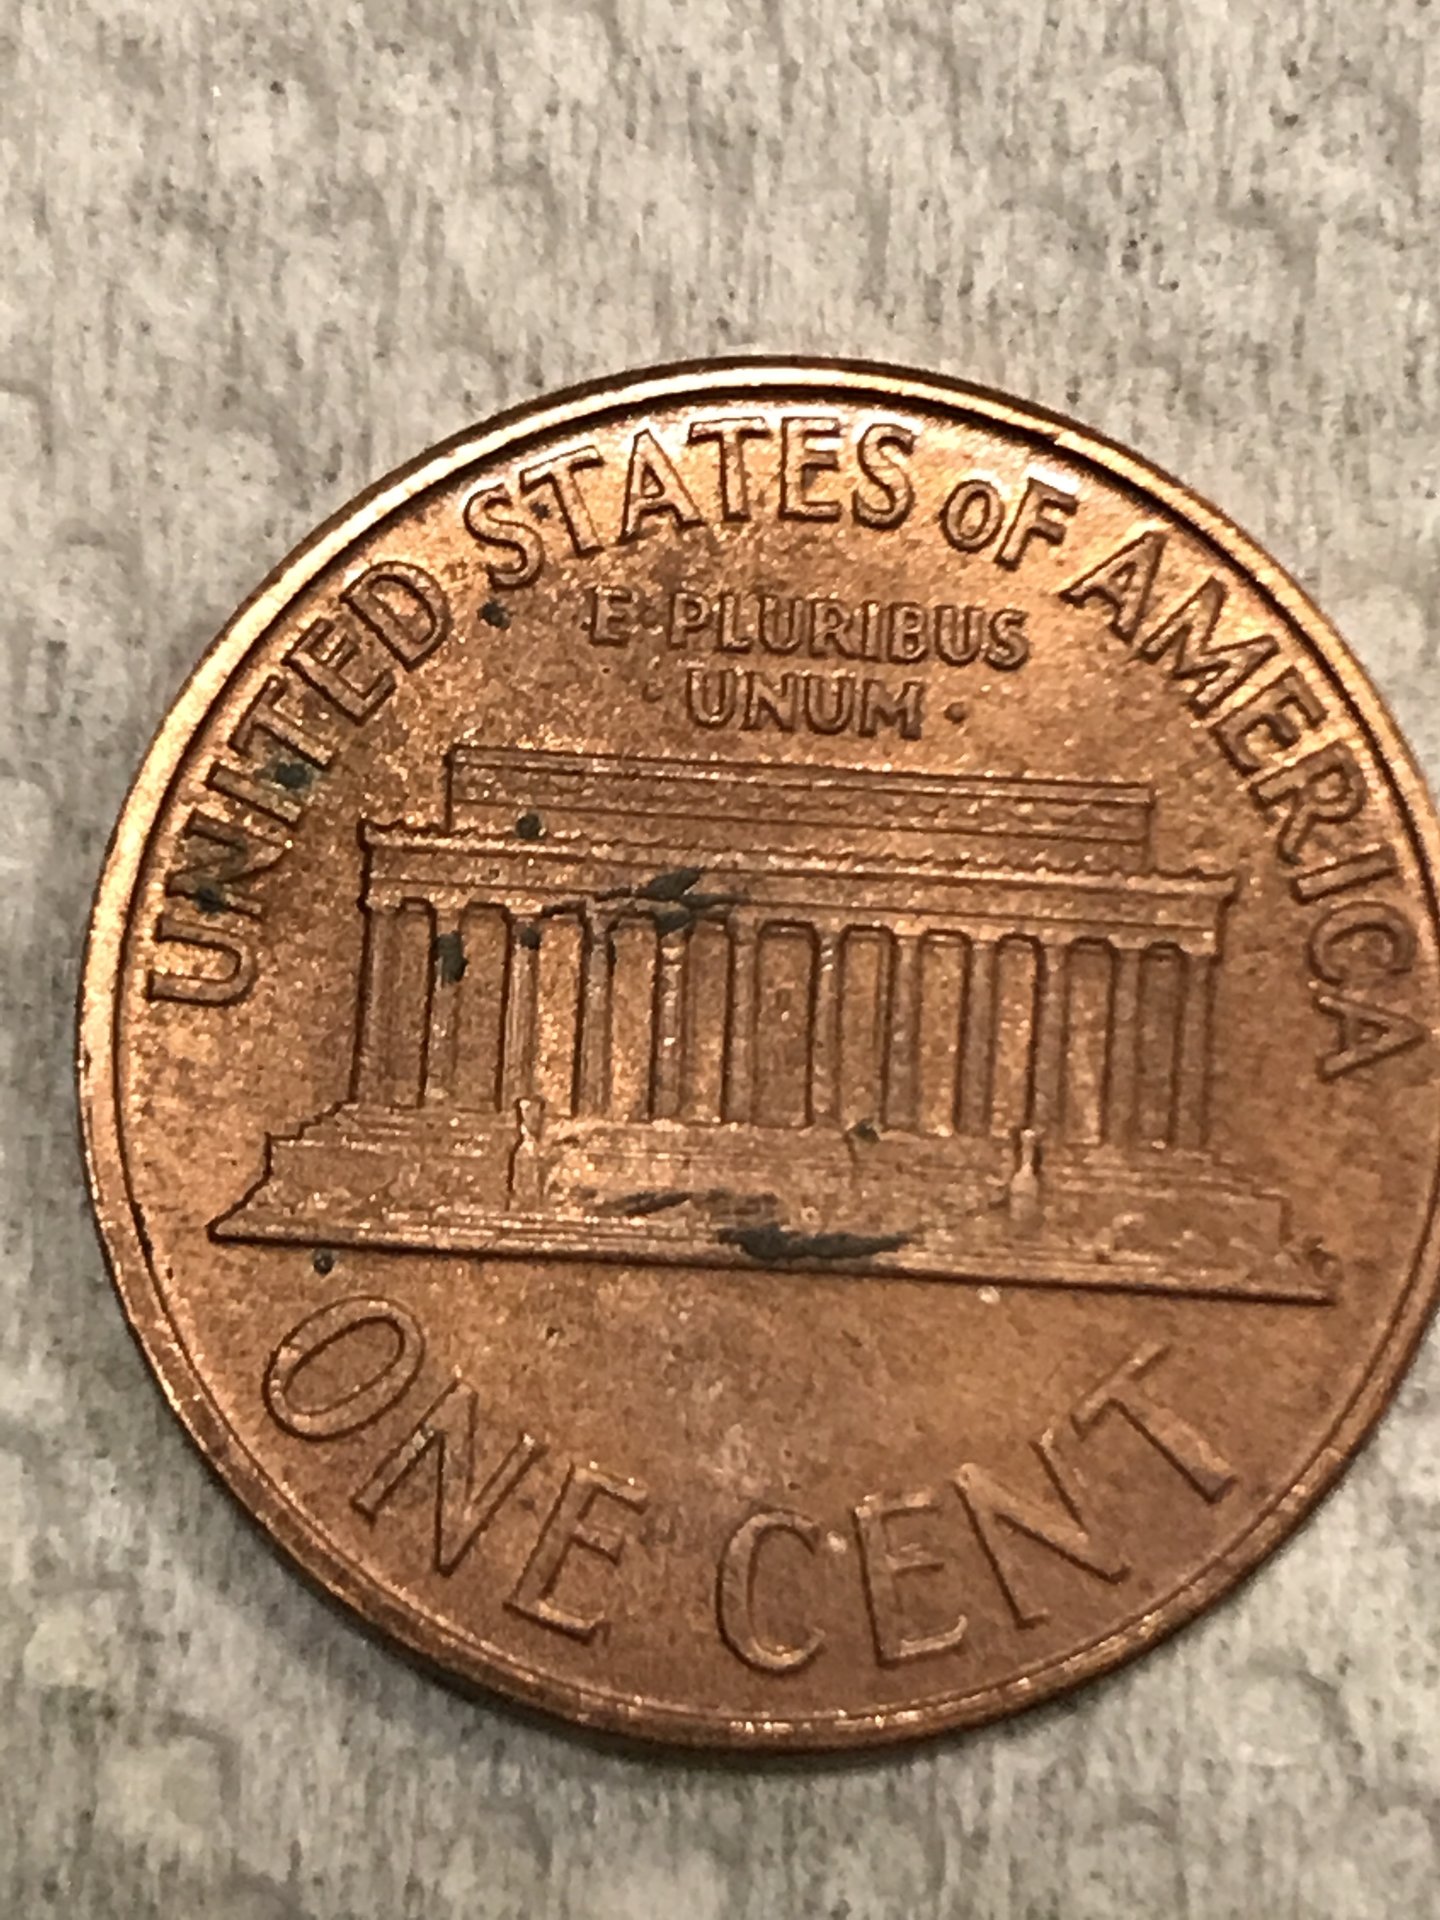 UNITED STATES OF AMERICA
E·PLURIBUS
·UNUM·
ONE CENT